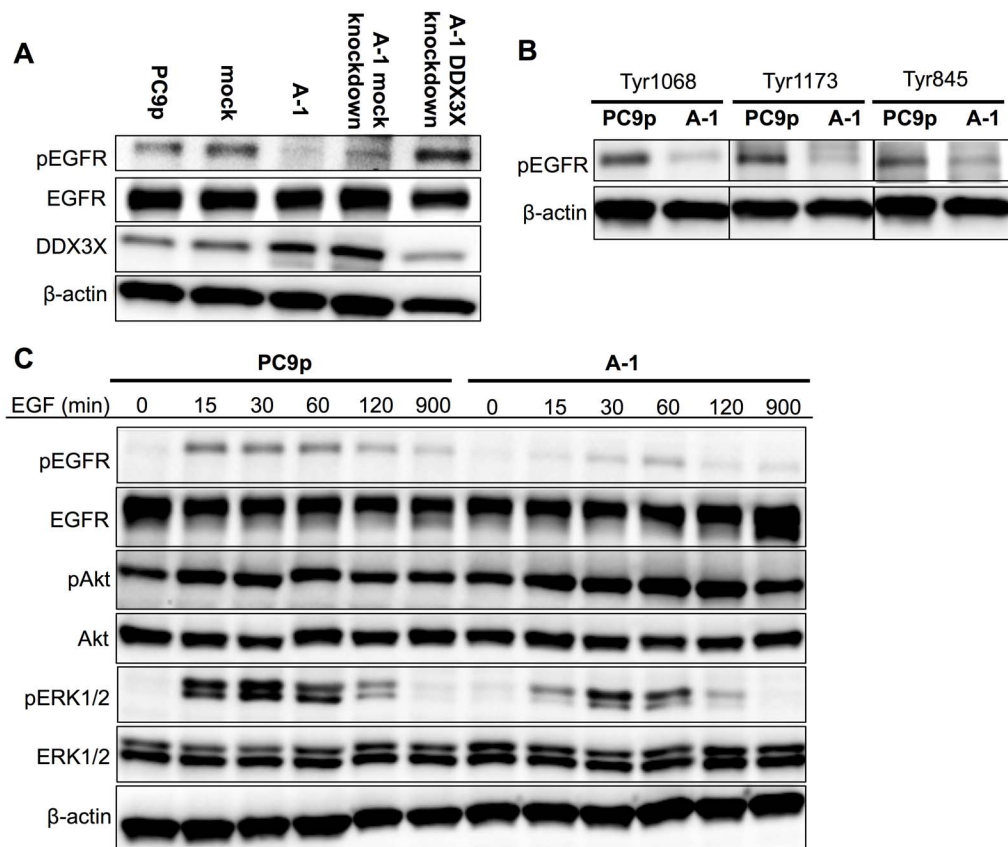 A
PC9p
mock
A-1
A-1 mock
knockdown
A-1 DDX3X
knockdown
pEGFR
EGFR
DDX3X
β-actin
B
Tyr1068 Tyr1173 Tyr845
PC9p A-1 PC9p A-1 PC9p A-1
pEGFR
β-actin
C
PC9p A-1
EGF (min) 0 15 30 60 120 900 0 15 30 60 120 900
pEGFR
EGFR
pAkt
Akt
pERK1/2
ERK1/2
β-actin